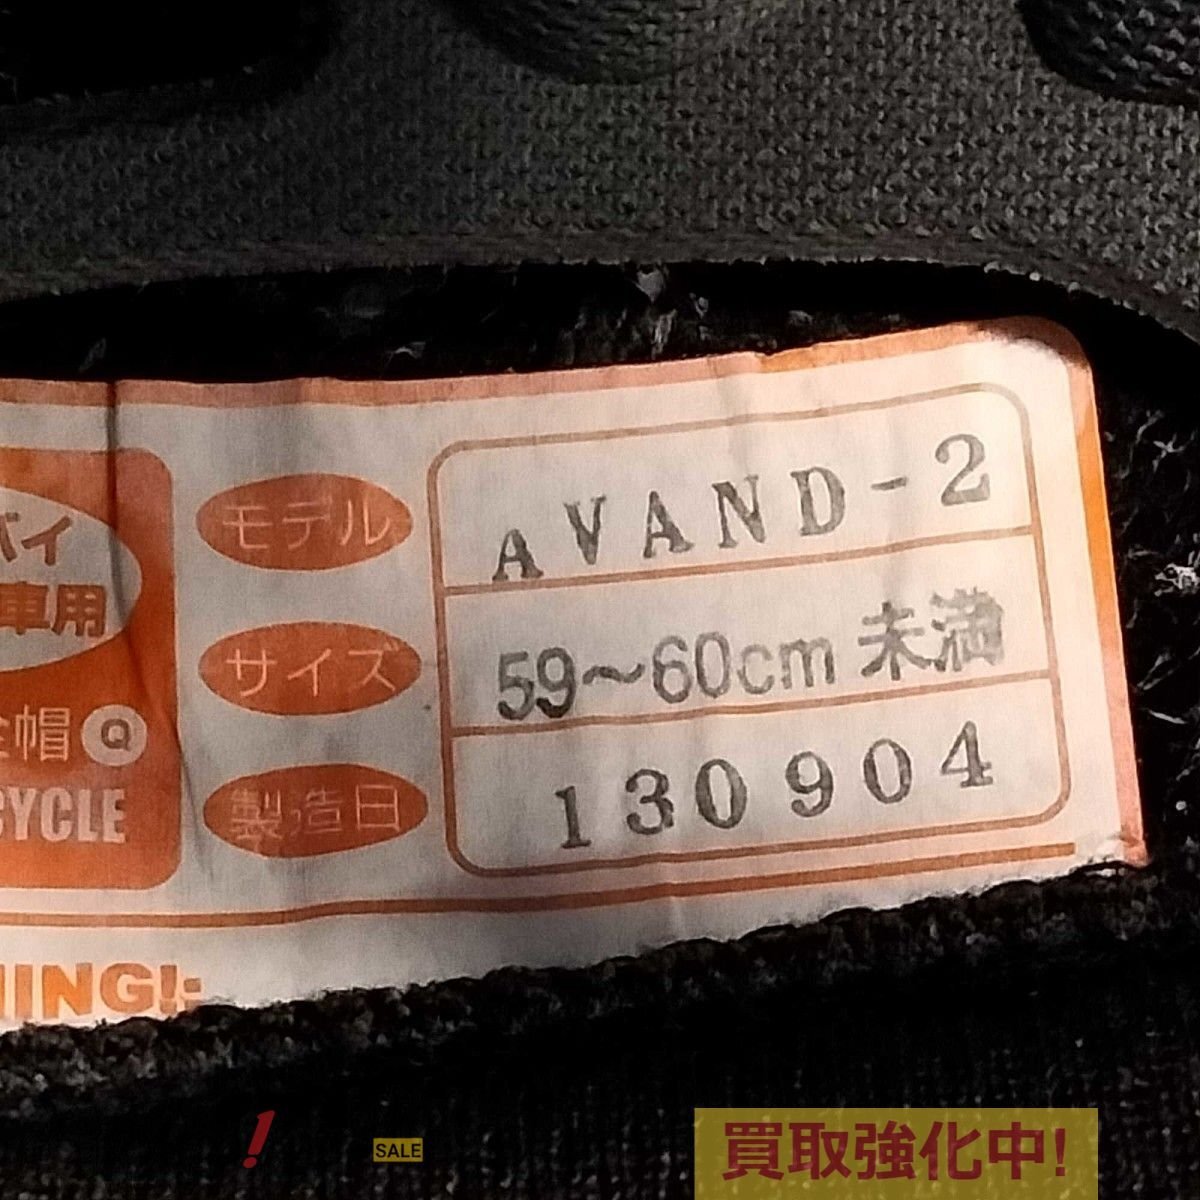 モデル AVAND-2
バイ
車用
サイズ 59～60cm 未満
全帽 Q
製造日 130904
CYCLE
NING!:
!
SALE
買取強化中!